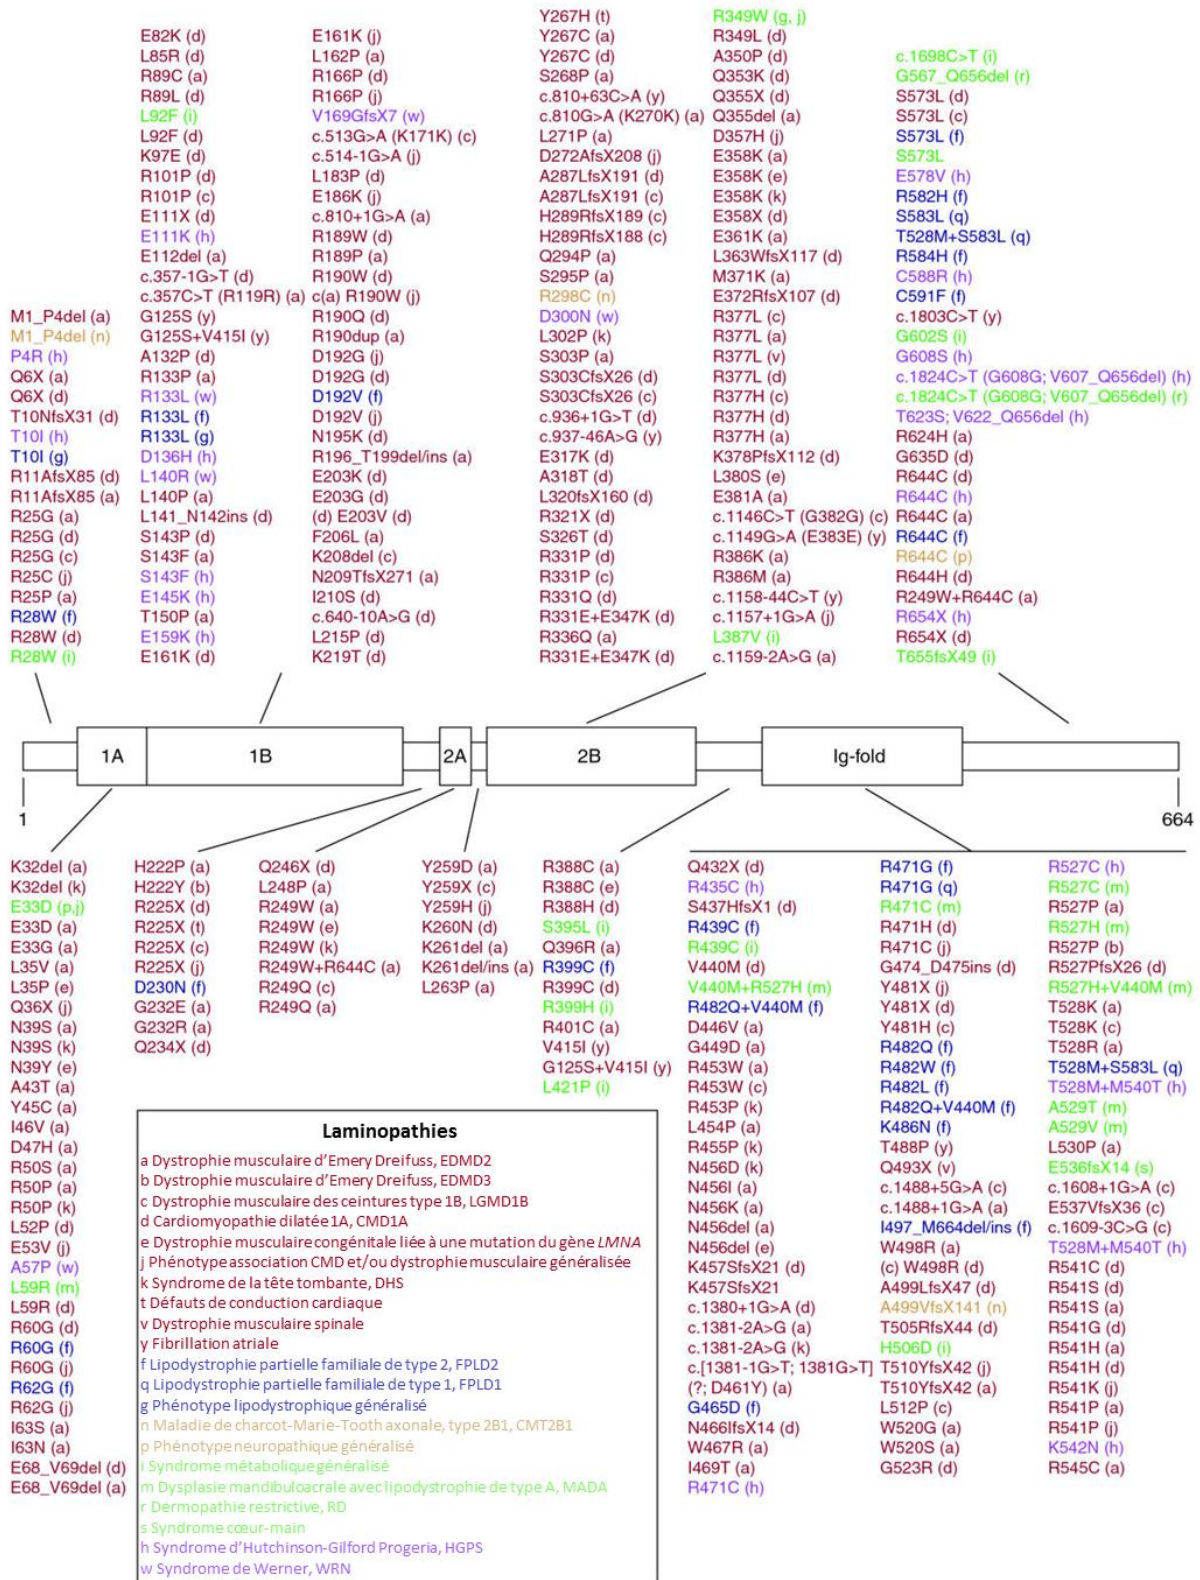 M1_P4del (a)
M1_P4del (n)
P4R (h)
Q6X (a)
Q6X (d)
T10NfsX31 (d)
T10I (h)
T10I (g)
R11AfsX85 (d)
R11AfsX85 (a)
R25G (a)
R25G (d)
R25G (c)
R25C (j)
R25P (a)
R28W (f)
R28W (d)
R28W (i)
E82K (d)
L85R (d)
R89C (a)
R89L (d)
L92F (i)
L92F (d)
K97E (d)
R101P (d)
R101P (c)
E111X (d)
E111K (h)
E112del (a)
c.357-1G>T (d)
c.357C>T (R119R) (a)
G125S (y)
G125S+V415I (y)
A132P (d)
R133P (a)
R133L (w)
R133L (f)
R133L (g)
D136H (h)
L140R (w)
L140P (a)
L141_N142ins (d)
S143P (d)
S143F (a)
S143F (h)
E145K (h)
T150P (a)
E159K (h)
E161K (d)
E161K (j)
L162P (a)
R166P (d)
R166P (j)
V169GfsX7 (w)
c.513G>A (K171K) (c)
c.514-1G>A (j)
L183P (d)
E186K (j)
c.810+1G>A (a)
R189W (d)
R189P (a)
R190W (d)
c(a) R190W (j)
R190Q (d)
R190dup (a)
D192G (j)
D192G (d)
D192V (f)
D192V (j)
N195K (d)
R196_T199del/ins (a)
E203K (d)
E203G (d)
(d) E203V (d)
F206L (a)
K208del (c)
N209TfsX271 (a)
I210S (d)
c.640-10A>G (d)
L215P (d)
K219T (d)
Y267H (t)
Y267C (a)
Y267C (d)
S268P (a)
c.810+63C>A (y)
c.810G>A (K270K) (a)
L271P (a)
D272AfsX208 (j)
A287LfsX191 (d)
A287LfsX191 (c)
H289RfsX189 (c)
H289RfsX188 (c)
Q294P (a)
S295P (a)
R298C (n)
D300N (w)
L302P (k)
S303P (a)
S303CfsX26 (d)
S303CfsX26 (c)
c.936+1G>T (d)
c.937-46A>G (y)
E317K (d)
A318T (d)
L320fsX160 (d)
R321X (d)
S326T (d)
R331P (d)
R331P (c)
R331Q (d)
R331E+E347K (d)
R336Q (a)
R331E+E347K (d)
R349W (g, j)
R349L (d)
A350P (d)
Q353K (d)
Q355X (d)
Q355del (a)
D357H (j)
E358K (a)
E358K (e)
E358K (k)
E358X (d)
E361K (a)
L363WfsX117 (d)
M371K (a)
E372RfsX107 (d)
R377L (c)
R377L (a)
R377L (v)
R377L (d)
R377H (c)
R377H (d)
R377H (a)
K378PfsX112 (d)
L380S (e)
E381A (a)
c.1146C>T (G382G) (c)
c.1149G>A (E383E) (y)
R386K (a)
R386M (a)
c.1158-44C>T (y)
c.1157+1G>A (j)
L387V (i)
c.1159-2A>G (a)
c.1698C>T (i)
G567_Q656del (r)
S573L (d)
S573L (c)
S573L (f)
S573L
E578V (h)
R582H (f)
S583L (q)
T528M+S583L (q)
R584H (f)
C588R (h)
C591F (f)
c.1803C>T (y)
G602S (i)
G608S (h)
c.1824C>T (G608G; V607_Q656del) (h)
c.1824C>T (G608G; V607_Q656del) (r)
T623S; V622_Q656del (h)
R624H (a)
G635D (d)
R644C (d)
R644C (h)
R644C (a)
R644C (f)
R644C (p)
R644H (d)
R249W+R644C (a)
R654X (h)
R654X (d)
T655fsX49 (i)
1A
1B
2A
2B
Ig-fold
1
664
K32del (a)
K32del (k)
E33D (p,j)
E33D (a)
E33G (a)
L35V (a)
L35P (e)
Q36X (j)
N39S (a)
N39S (k)
N39Y (e)
A43T (a)
Y45C (a)
I46V (a)
D47H (a)
R50S (a)
R50P (a)
R50P (k)
L52P (d)
E53V (j)
A57P (w)
L59R (m)
L59R (d)
R60G (d)
R60G (f)
R60G (j)
R62G (f)
R62G (j)
I63S (a)
I63N (a)
E68_V69del (d)
E68_V69del (a)
H222P (a)
H222Y (b)
R225X (d)
R225X (t)
R225X (c)
R225X (j)
D230N (f)
G232E (a)
G232R (a)
Q234X (d)
Q246X (d)
L248P (a)
R249W (a)
R249W (e)
R249W (k)
R249W+R644C (a)
R249Q (c)
R249Q (a)
Y259D (a)
Y259X (c)
Y259H (j)
K260N (d)
K261del (a)
K261del/ins (a)
L263P (a)
R388C (a)
R388C (e)
R388H (d)
S395L (i)
Q396R (a)
R399C (f)
R399C (d)
R399H (i)
R401C (a)
V415I (y)
G125S+V415I (y)
L421P (i)
Q432X (d)
R435C (h)
S437HfsX1 (d)
R439C (f)
R439C (i)
V440M (d)
V440M+R527H (m)
R482Q+V440M (f)
D446V (a)
G449D (a)
R453W (a)
R453W (c)
R453P (k)
L454P (a)
R455P (k)
N456D (k)
N456I (a)
N456K (a)
N456del (a)
N456del (e)
K457SfsX21 (d)
K457SfsX21
c.1380+1G>A (d)
c.1381-2A>G (a)
c.1381-2A>G (k)
c.[1381-1G>T; 1381G>T]
(?; D461Y) (a)
G465D (f)
N466IfsX14 (d)
W467R (a)
I469T (a)
R471C (h)
R471G (f)
R471G (q)
R471C (m)
R471H (d)
R471C (j)
G474_D475ins (d)
Y481X (j)
Y481X (d)
Y481H (c)
R482Q (f)
R482W (f)
R482L (f)
R482Q+V440M (f)
K486N (f)
T488P (y)
Q493X (v)
c.1488+5G>A (c)
c.1488+1G>A (a)
I497_M664del/ins (f)
W498R (a)
(c) W498R (d)
A499LfsX47 (d)
A499VfsX141 (n)
T505RfsX44 (d)
H506D (i)
T510YfsX42 (j)
T510YfsX42 (a)
L512P (c)
W520G (a)
W520S (a)
G523R (d)
R527C (h)
R527C (m)
R527P (a)
R527H (m)
R527P (b)
R527PfsX26 (d)
R527H+V440M (m)
T528K (a)
T528K (c)
T528R (a)
T528M+S583L (q)
T528M+M540T (h)
A529T (m)
A529V (m)
L530P (a)
E536fsX14 (s)
c.1608+1G>A (c)
E537VfsX36 (c)
c.1609-3C>G (c)
T528M+M540T (h)
R541C (d)
R541S (d)
R541S (a)
R541G (d)
R541H (a)
R541H (d)
R541K (j)
R541P (a)
R541P (j)
K542N (h)
R545C (a)
Laminopathies
a Dystrophie musculaire d'Emery Dreifuss, EDMD2
b Dystrophie musculaire d'Emery Dreifuss, EDMD3
c Dystrophie musculaire des ceintures type 1B, LGMD1B
d Cardiomyopathie dilatée 1A, CMD1A
e Dystrophie musculaire congénitale liée à une mutation du gène LMNA
j Phénotype association CMD et/ou dystrophie musculaire généralisée
k Syndrome de la tête tombante, DHS
t Défauts de conduction cardiaque
v Dystrophie musculaire spinale
y Fibrillation atriale
f Lipodystrophie partielle familiale de type 2, FPLD2
q Lipodystrophie partielle familiale de type 1, FPLD1
g Phénotype lipodystrophique généralisé
n Maladie de charcot-Marie-Tooth axonale, type 2B1, CMT2B1
p Phénotype neuropathique généralisé
i Syndrome métabolique généralisé
m Dysplasie mandibuloacrale avec lipodystrophie de type A, MADA
r Dermopathie restrictive, RD
s Syndrome cœur-main
h Syndrome d'Hutchinson-Gilford Progeria, HGPS
w Syndrome de Werner, WRN